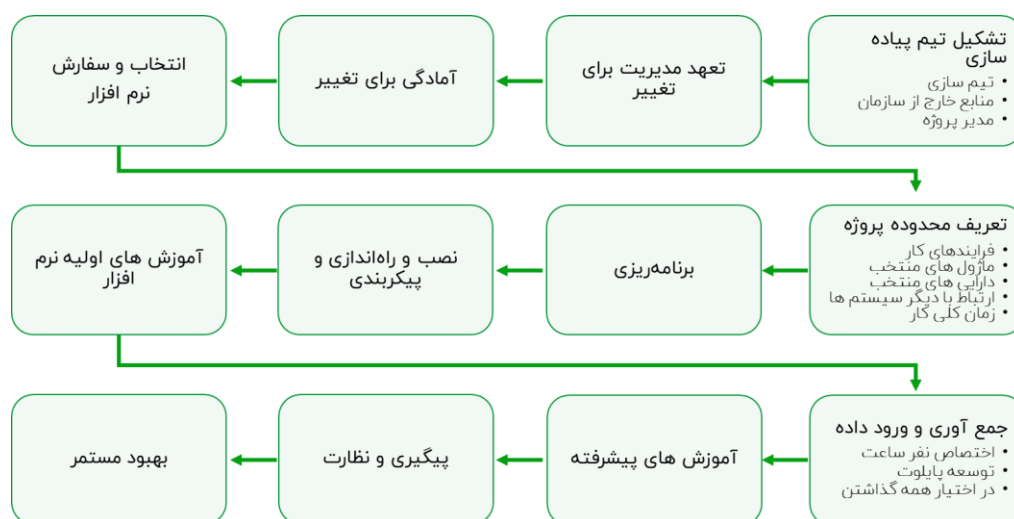 تشکیل تیم پیاده
سازی
• تیم سازی
• منابع خارج از سازمان
• مدیر پروژه
تعهد مدیریت برای
تغییر
آمادگی برای تغییر
انتخاب و سفارش
نرم افزار
تعریف محدوده پروژه
• فرایندهای کار
• ماژول های منتخب
• دارایی های منتخب
• ارتباط با دیگر سیستم ها
• زمان کلی کار
برنامه‌ریزی
نصب و راه‌اندازی و
پیکربندی
آموزش های اولیه نرم
افزار
جمع آوری و ورود داده
• اختصاص نفر ساعت
• توسعه پایلوت
• در اختیار همه گذاشتن
آموزش های پیشرفته
پیگیری و نظارت
بهبود مستمر